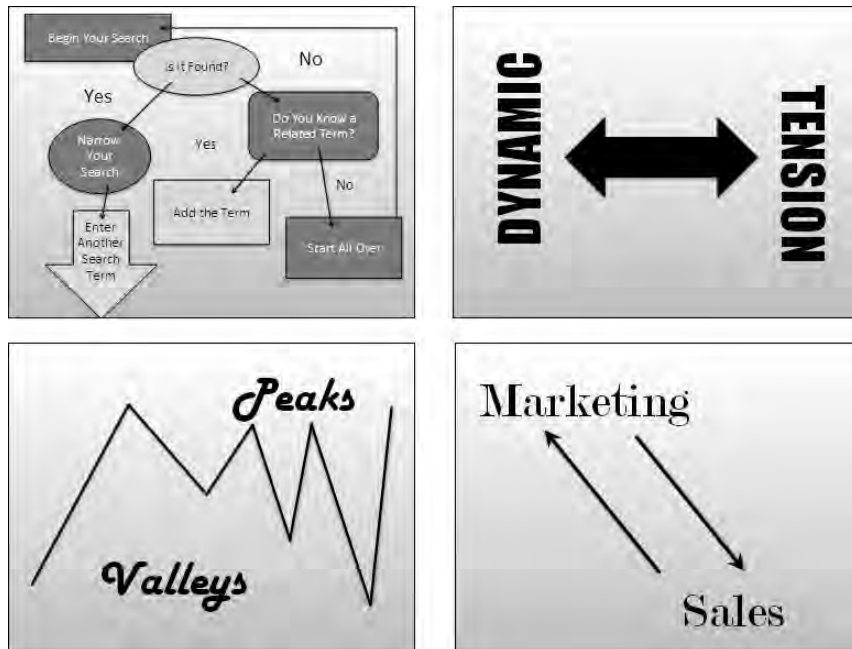 Begin Your Search
Is it Found?
No
Yes
Do You Know a
Related Term?
Narrow
Your
Search
Yes
No
Add the Term
Enter
Another
Search
Term
Start All Over
DYNAMIC
TENSION
Peaks
Valleys
Marketing
Sales